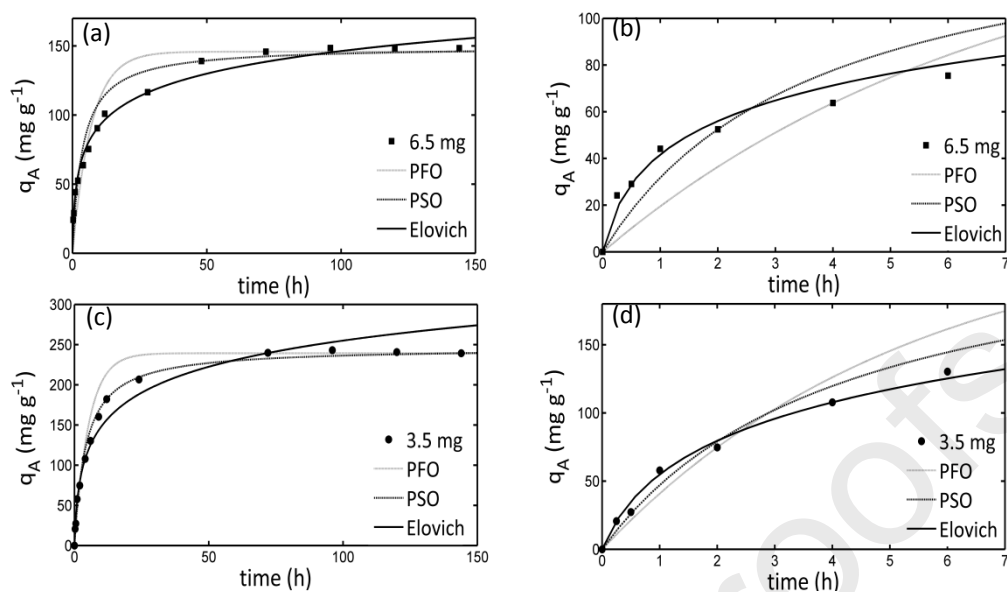 (a)
150
100
50
0
q_A (mg g⁻¹)
6.5 mg
PFO
PSO
Elovich
0 50 100 150
time (h)
(b)
100
80
60
40
20
0
q_A (mg g⁻¹)
6.5 mg
PFO
PSO
Elovich
0 1 2 3 4 5 6 7
time (h)
(c)
300
250
200
150
100
50
0
q_A (mg g⁻¹)
3.5 mg
PFO
PSO
Elovich
0 50 100 150
time (h)
(d)
150
100
50
0
q_A (mg g⁻¹)
3.5 mg
PFO
PSO
Elovich
0 1 2 3 4 5 6 7
time (h)